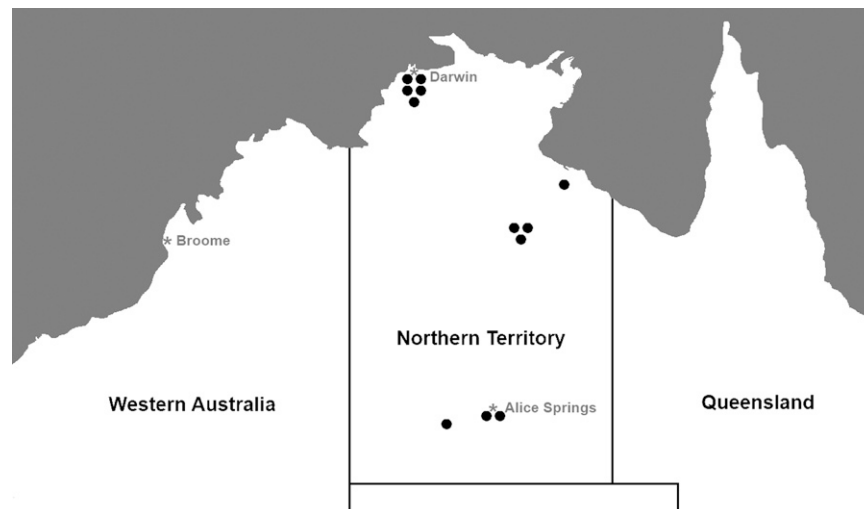 * Darwin
* Broome
Northern Territory
Western Australia
* Alice Springs
Queensland